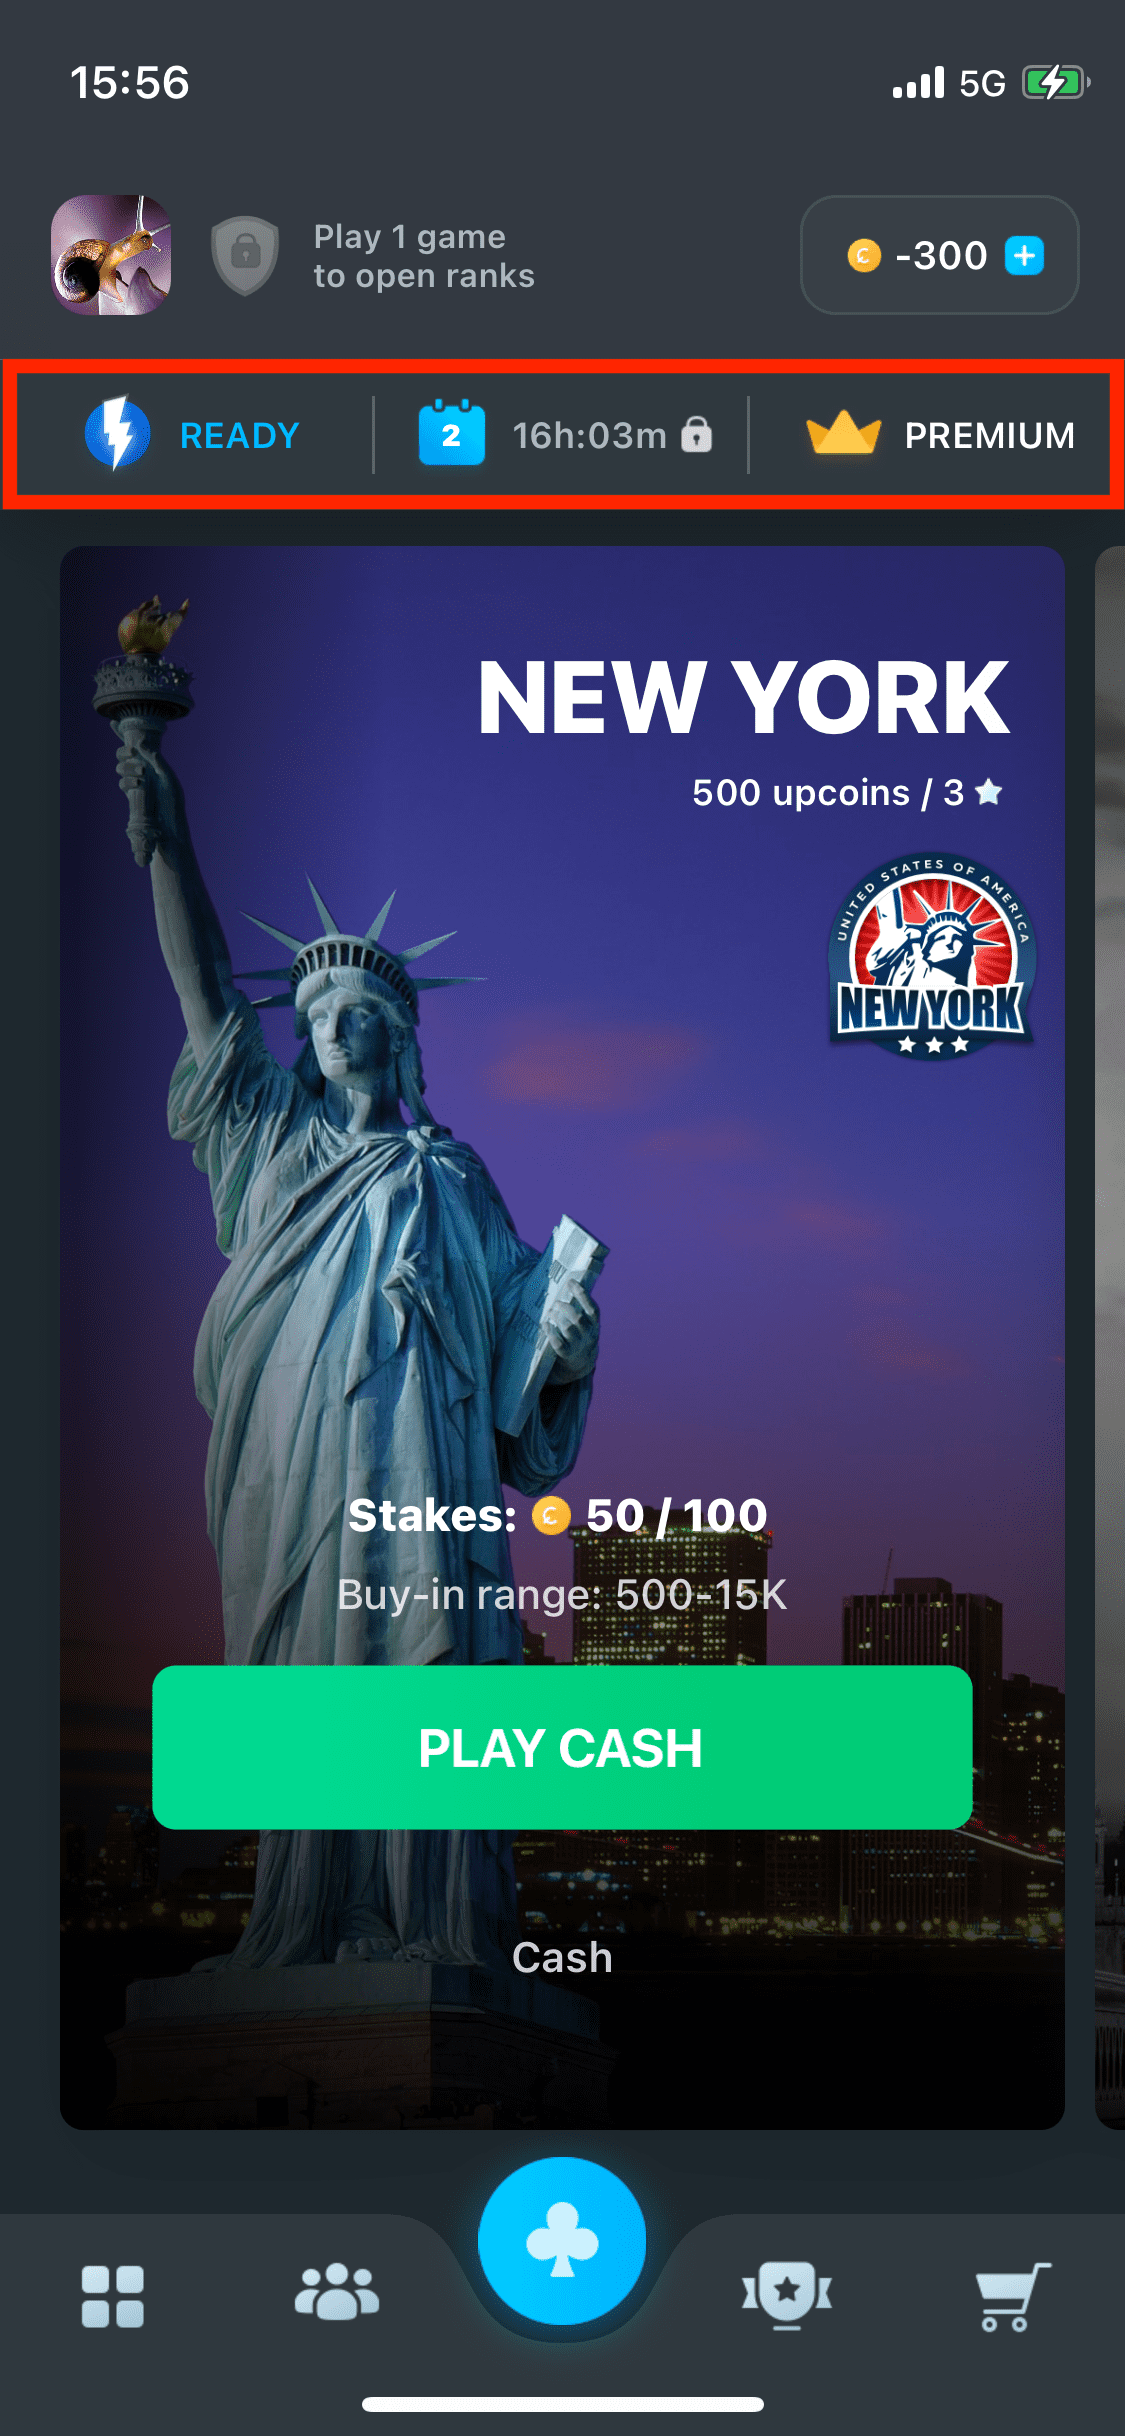 15:56
5G
Play 1 game
to open ranks
-300
READY
2
16h:03m
PREMIUM
NEW YORK
500 upcoins / 3
UNITED STATES OF AMERICA
NEW YORK
Stakes: 50 / 100
Buy-in range: 500-15K
PLAY CASH
Cash